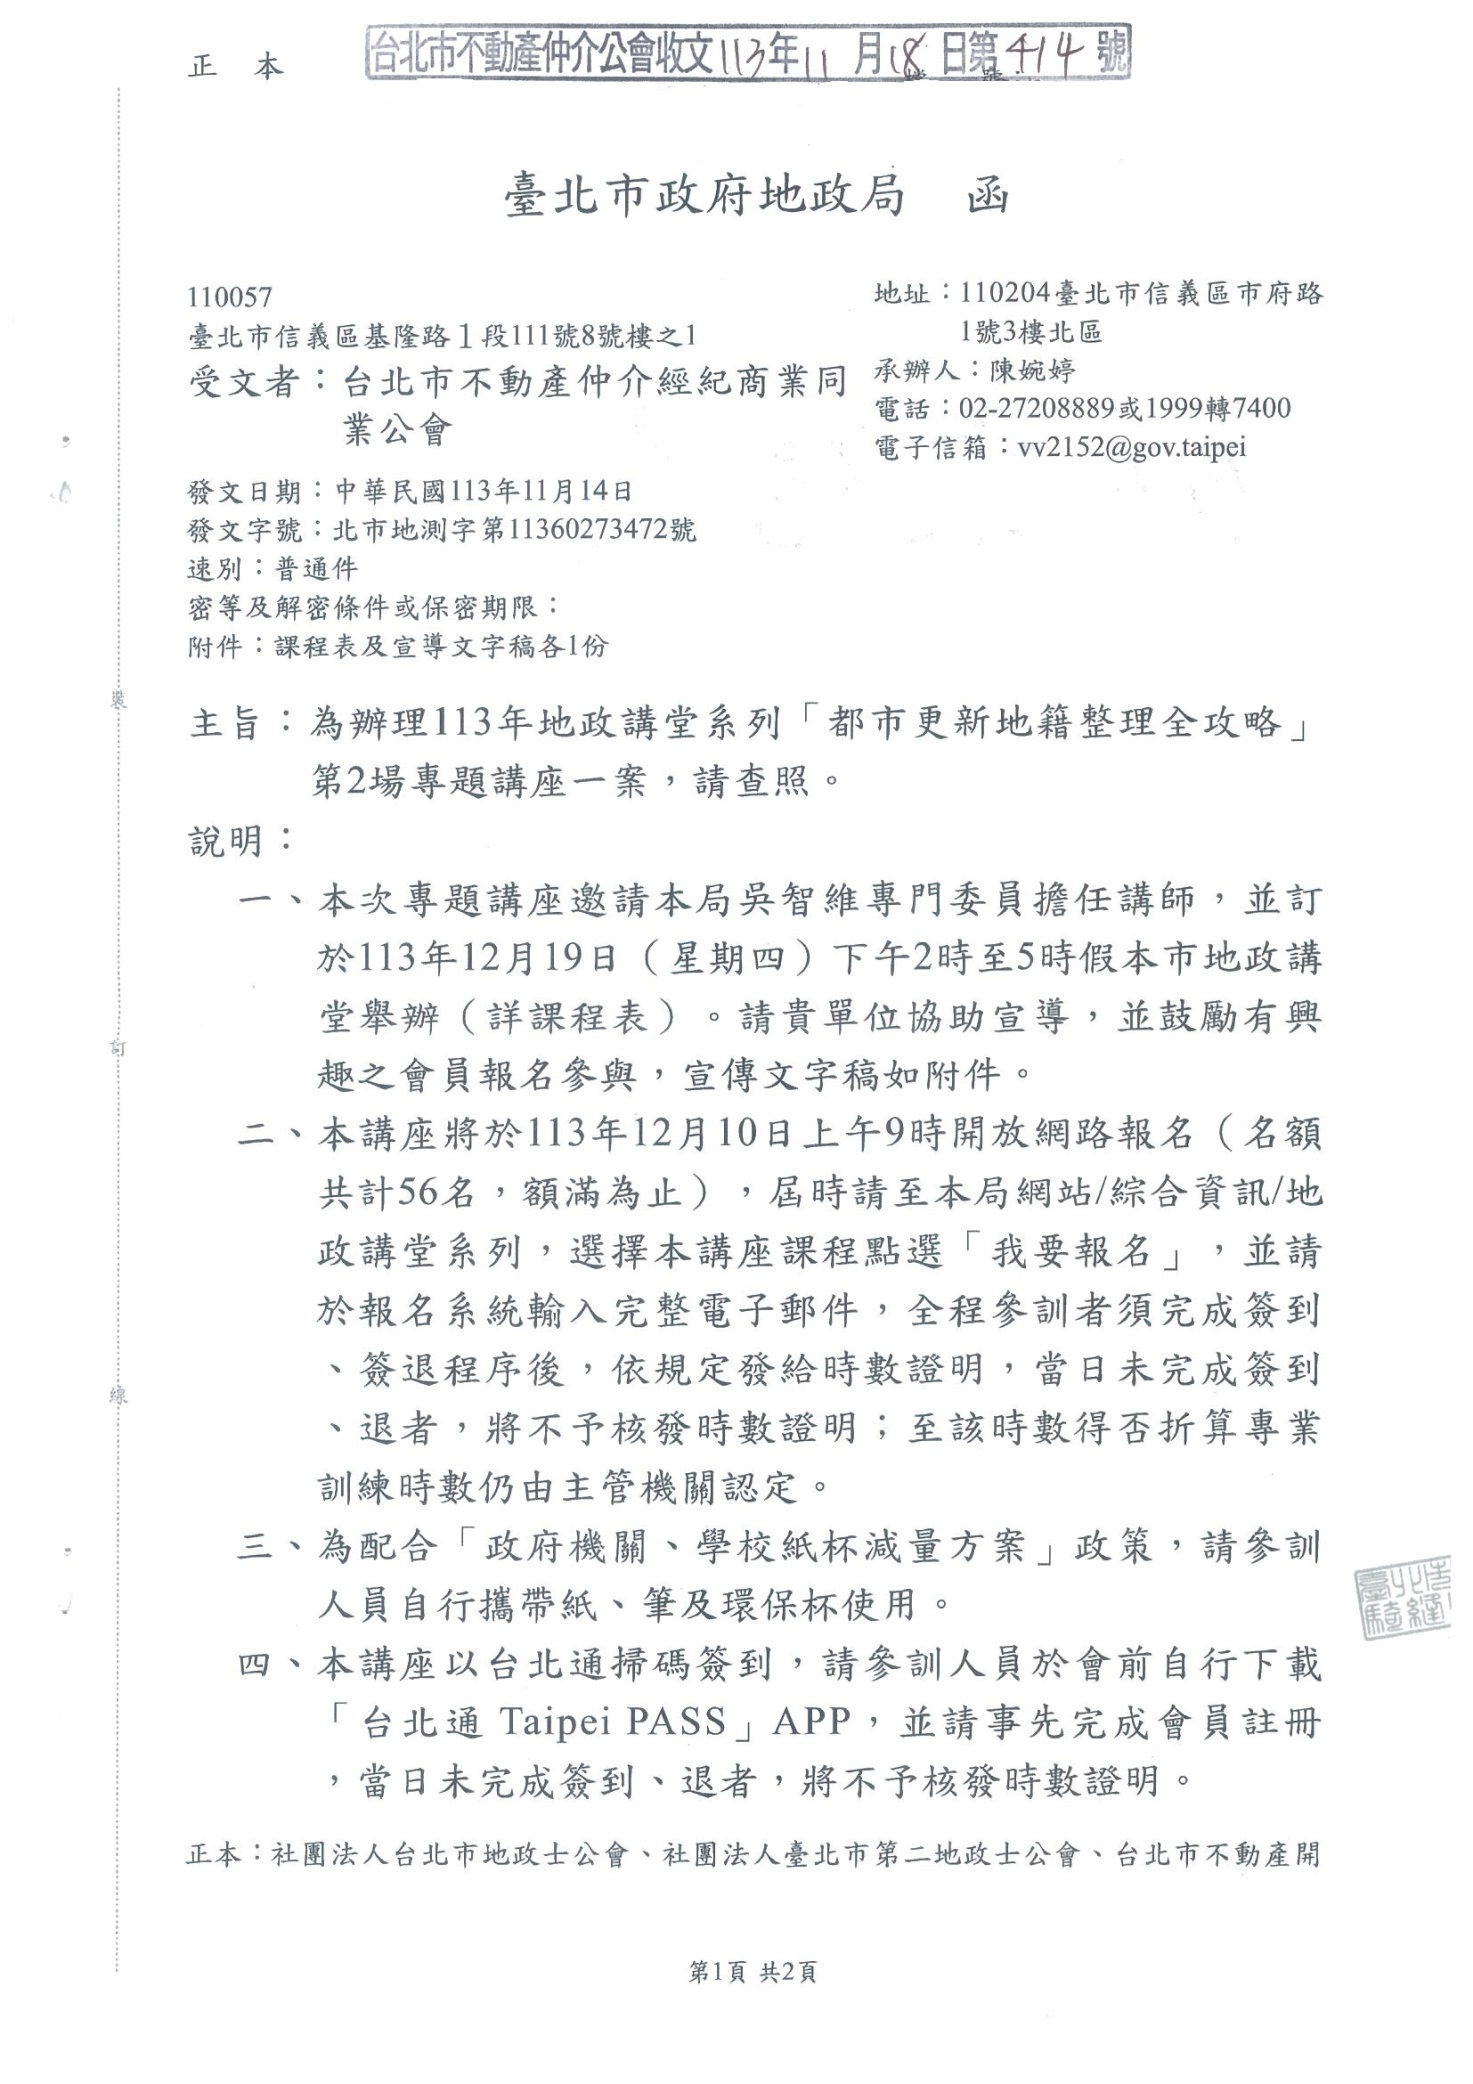 正本
台北市不動產仲介公會收文113年11月18日第414號
臺北市政府地政局 函
110057
臺北市信義區基隆路1段111號8號樓之1
受文者：台北市不動產仲介經紀商業同
業公會
地址：110204臺北市信義區市府路
1號3樓北區
承辦人：陳婉婷
電話：02-27208889或1999轉7400
電子信箱：vv2152@gov.taipei
發文日期：中華民國113年11月14日
發文字號：北市地測字第11360273472號
速別：普通件
密等及解密條件或保密期限：
附件：課程表及宣導文字稿各1份
主旨：為辦理113年地政講堂系列「都市更新地籍整理全攻略」
第2場專題講座一案，請查照。
說明：
一、本次專題講座邀請本局吳智維專門委員擔任講師，並訂
於113年12月19日（星期四）下午2時至5時假本市地政講
堂舉辦（詳課程表）。請貴單位協助宣導，並鼓勵有興
趣之會員報名參與，宣傳文字稿如附件。
二、本講座將於113年12月10日上午9時開放網路報名（名額
共計56名，額滿為止），屆時請至本局網站/綜合資訊/地
政講堂系列，選擇本講座課程點選「我要報名」，並請
於報名系統輸入完整電子郵件，全程參訓者須完成簽到
、簽退程序後，依規定發給時數證明，當日未完成簽到
、退者，將不予核發時數證明；至該時數得否折算專業
訓練時數仍由主管機關認定。
三、為配合「政府機關、學校紙杯減量方案」政策，請參訓
人員自行攜帶紙、筆及環保杯使用。
四、本講座以台北通掃碼簽到，請參訓人員於會前自行下載
「台北通 Taipei PASS」APP，並請事先完成會員註冊
，當日未完成簽到、退者，將不予核發時數證明。
正本：社團法人台北市地政士公會、社團法人臺北市第二地政士公會、台北市不動產開
裝
訂
線
臺北市
騎縫
第1頁 共2頁